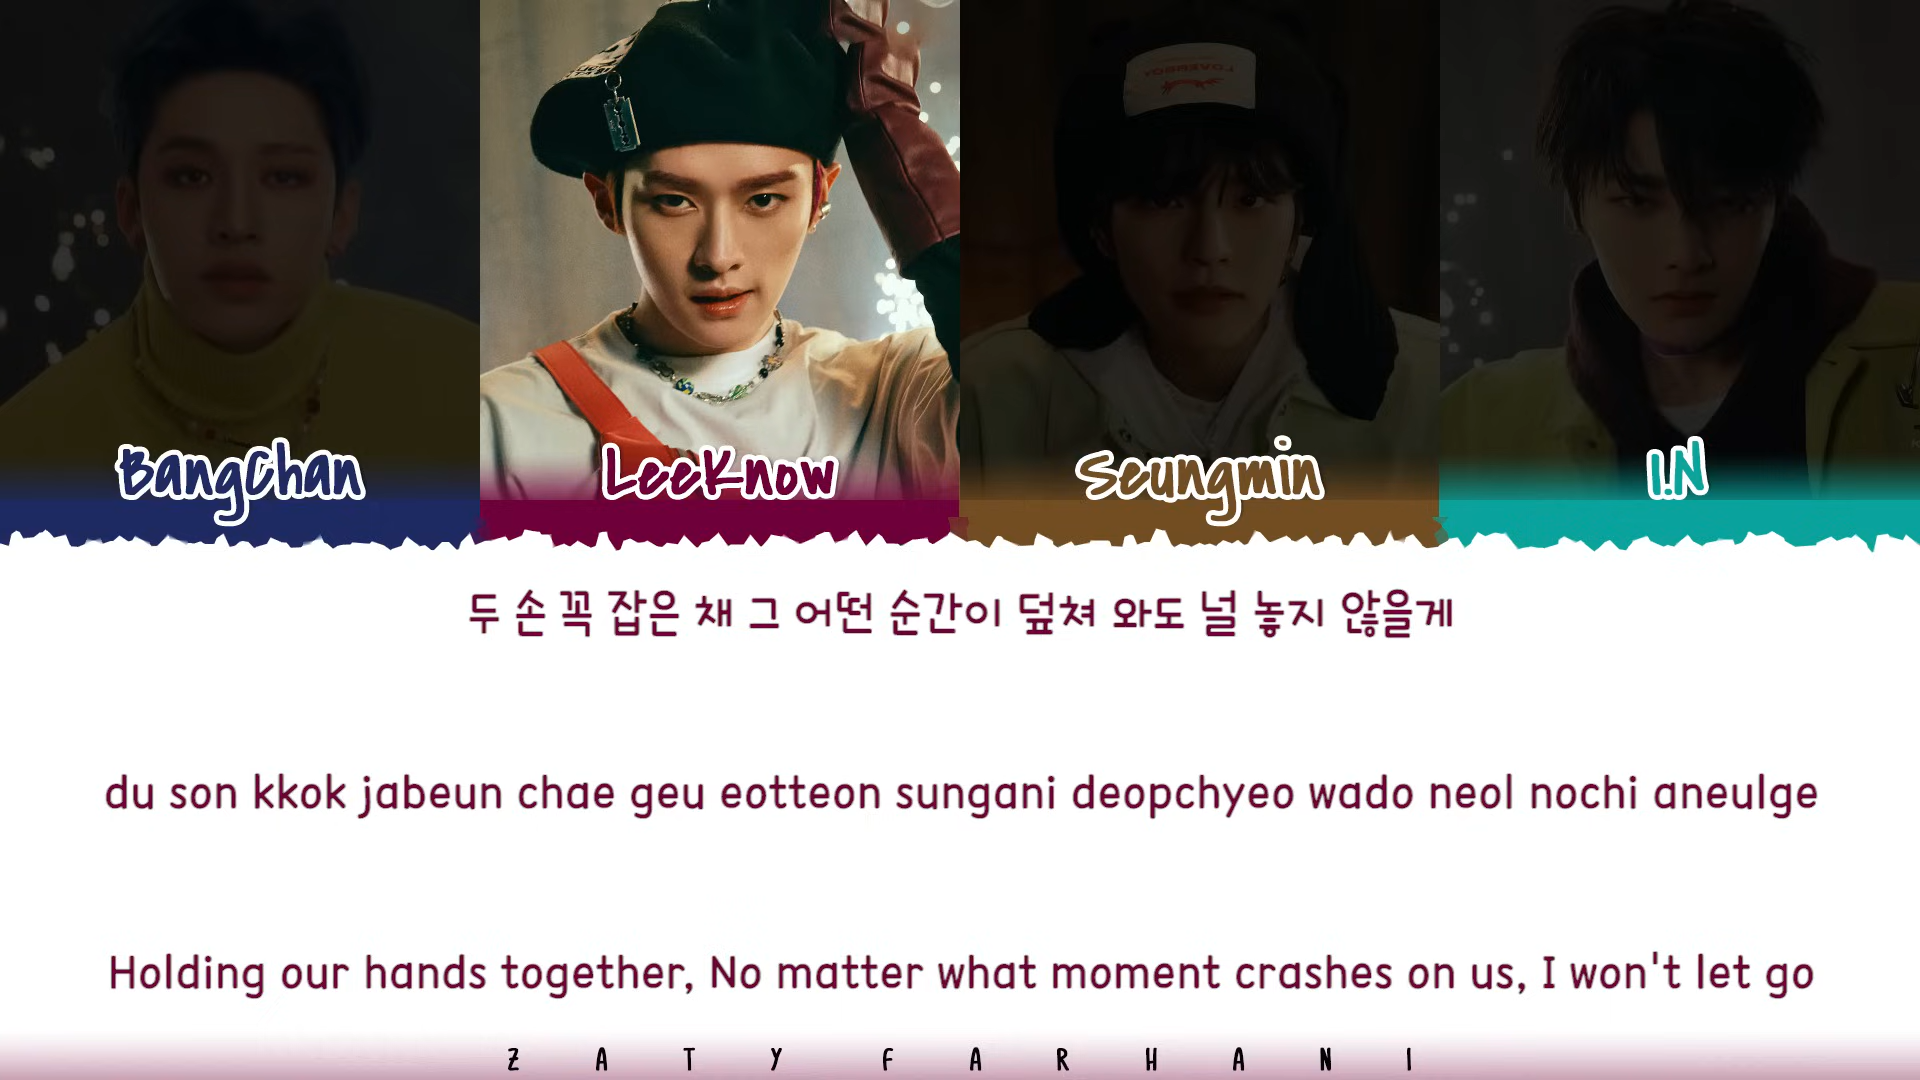 BangChan
LeeKnow
Seungmin
I.N
두 손 꼭 잡은 채 그 어떤 순간이 덮쳐 와도 널 놓지 않을게
du son kkok jabeun chae geu eotteon sungani deopchyeo wado neol nochi aneulge
Holding our hands together, No matter what moment crashes on us, I won't let go
ZATY FARHANI